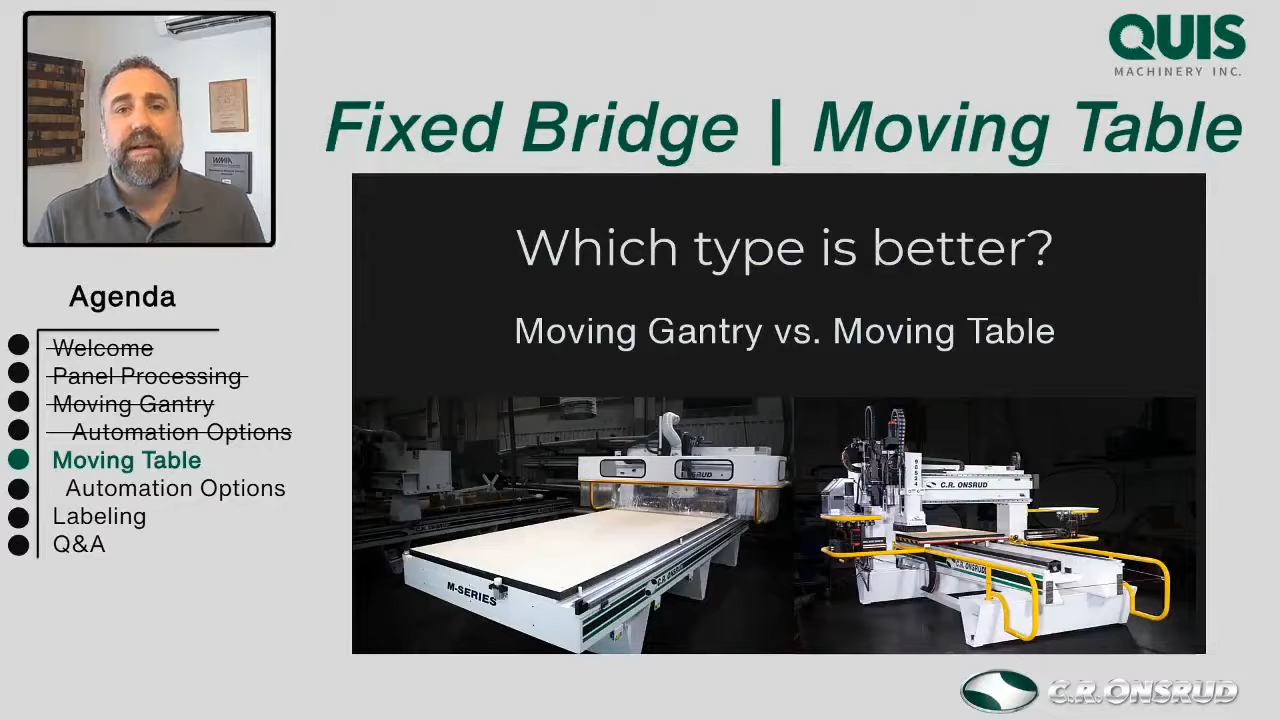 QUIS
MACHINERY INC.
Fixed Bridge | Moving Table
Which type is better?
Moving Gantry vs. Moving Table
M-SERIES
C.R. ONSRUD
C.R. ONSRUD
C.R. ONSRUD
Agenda
Welcome
Panel Processing
Moving Gantry
Automation Options
Moving Table
Automation Options
Labeling
Q&A
C.R. ONSRUD